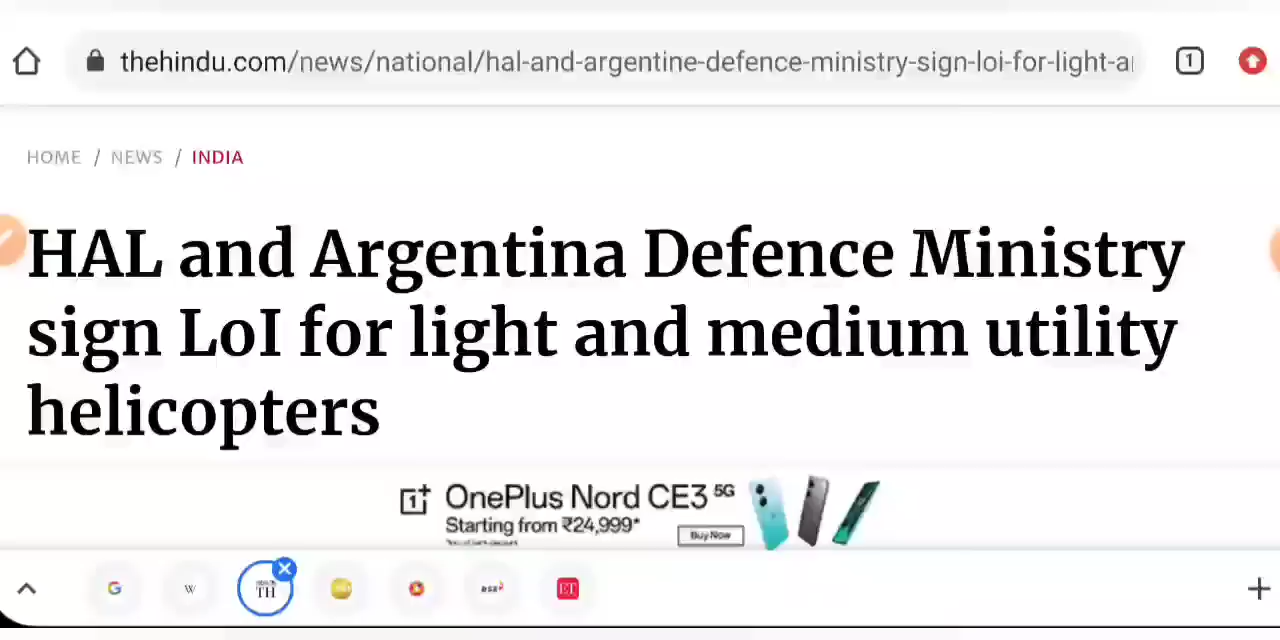 thehindu.com/news/national/hal-and-argentine-defence-ministry-sign-loi-for-light-a
1
HOME / NEWS / INDIA
HAL and Argentina Defence Ministry
sign LoI for light and medium utility
helicopters
OnePlus Nord CE3 5G
Starting from ₹24,999*
Buy Now
G W TH ET